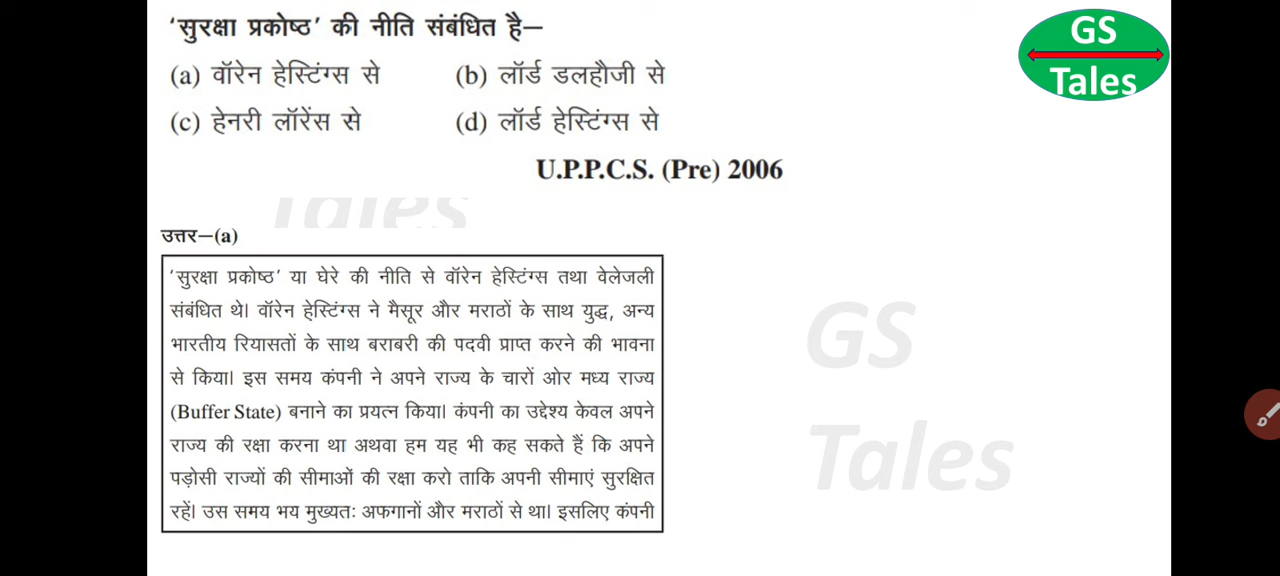 'सुरक्षा प्रकोष्ठ' की नीति संबंधित है—
(a) वॉरेन हेस्टिंग्स से (b) लॉर्ड डलहौजी से
(c) हेनरी लॉरेंस से (d) लॉर्ड हेस्टिंग्स से
U.P.P.C.S. (Pre) 2006
GS
Tales
Tales
उत्तर—(a)
'सुरक्षा प्रकोष्ठ' या घेरे की नीति से वॉरेन हेस्टिंग्स तथा वेलेजली
संबंधित थे। वॉरेन हेस्टिंग्स ने मैसूर और मराठों के साथ युद्ध, अन्य
भारतीय रियासतों के साथ बराबरी की पदवी प्राप्त करने की भावना
से किया। इस समय कंपनी ने अपने राज्य के चारों ओर मध्य राज्य
(Buffer State) बनाने का प्रयत्न किया। कंपनी का उद्देश्य केवल अपने
राज्य की रक्षा करना था अथवा हम यह भी कह सकते हैं कि अपने
पड़ोसी राज्यों की सीमाओं की रक्षा करो ताकि अपनी सीमाएं सुरक्षित
रहें। उस समय भय मुख्यतः अफगानों और मराठों से था। इसलिए कंपनी
GS
Tales